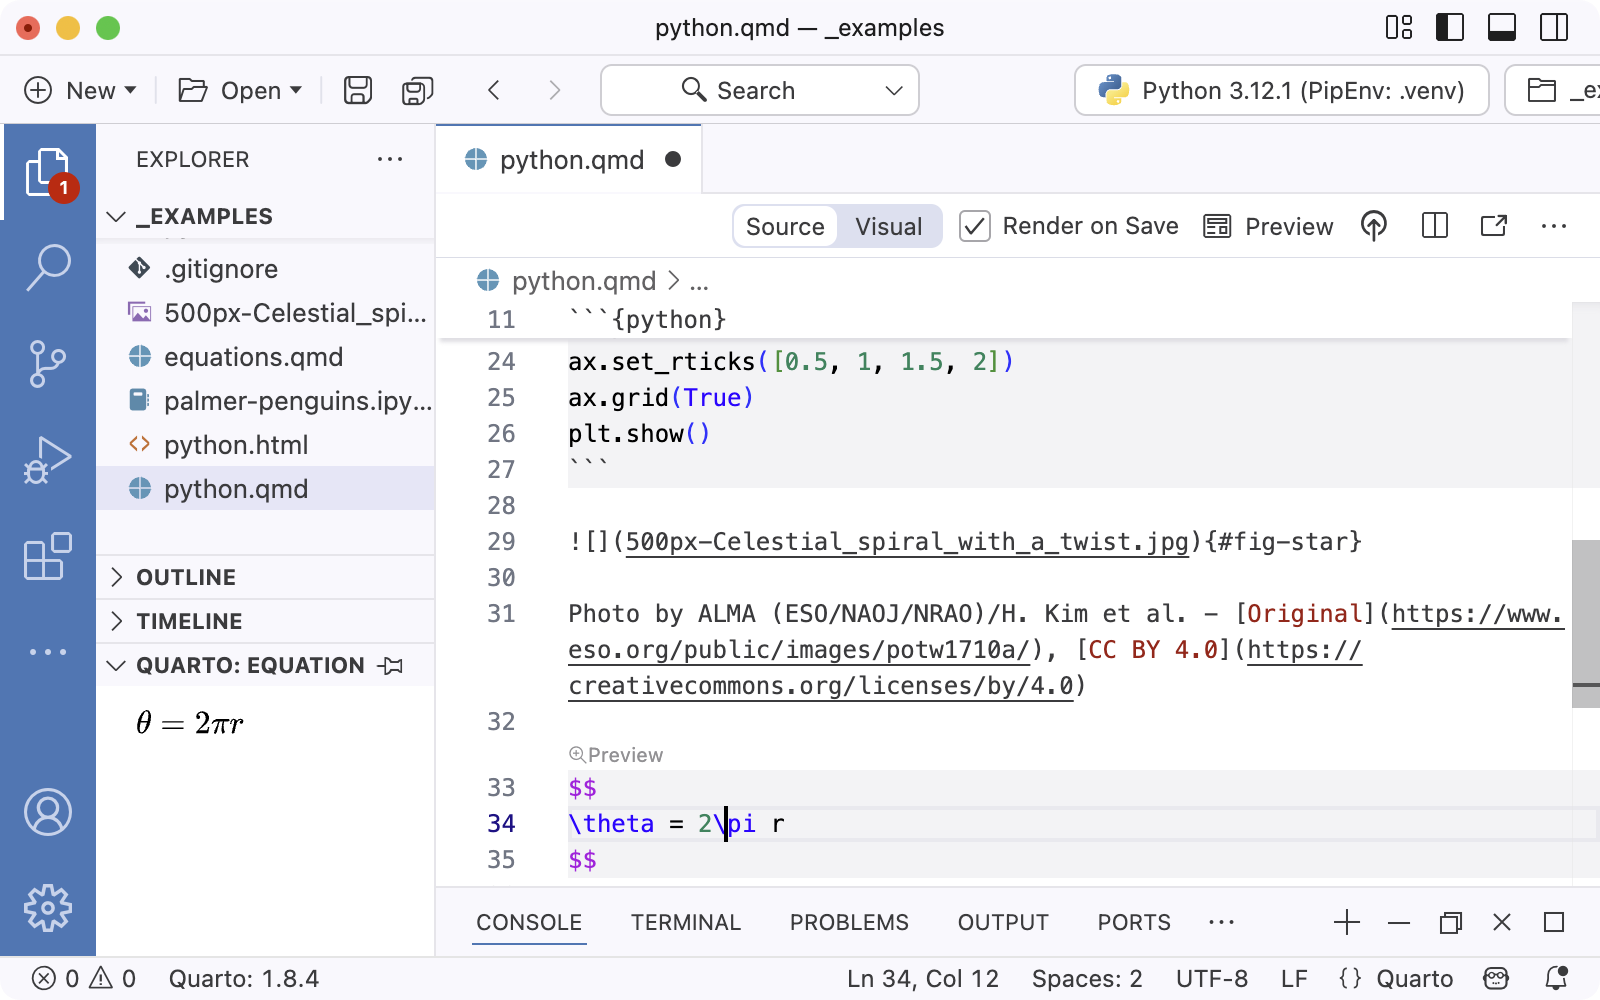 python.qmd — _examples
New Open Search Python 3.12.1 (PipEnv: .venv)
EXPLORER
1
_EXAMPLES
.gitignore
500px-Celestial_spi...
equations.qmd
palmer-penguins.ipy...
python.html
python.qmd
OUTLINE
TIMELINE
QUARTO: EQUATION
θ = 2πr
python.qmd
Source Visual Render on Save Preview
python.qmd > ...
11 ```{python}
24 ax.set_rticks([0.5, 1, 1.5, 2])
25 ax.grid(True)
26 plt.show()
27 ```
28
29 ![](500px-Celestial_spiral_with_a_twist.jpg){#fig-star}
30
31 Photo by ALMA (ESO/NAOJ/NRAO)/H. Kim et al. - [Original](https://www.
eso.org/public/images/potw1710a/), [CC BY 4.0](https://
creativecommons.org/licenses/by/4.0)
32
Preview
33 $$
34 \theta = 2\pi r
35 $$
CONSOLE TERMINAL PROBLEMS OUTPUT PORTS
0 0 Quarto: 1.8.4 Ln 34, Col 12 Spaces: 2 UTF-8 LF {} Quarto